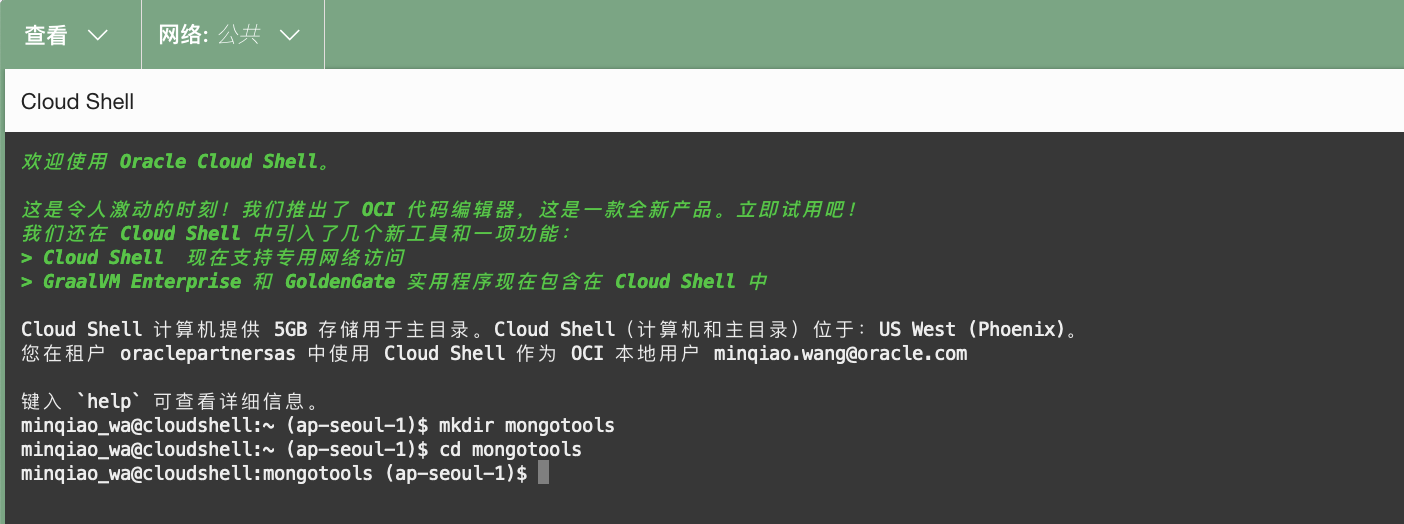 查看 网络: 公共
Cloud Shell
欢迎使用 Oracle Cloud Shell。
这是令人激动的时刻！我们推出了 OCI 代码编辑器，这是一款全新产品。立即试用吧！
我们还在 Cloud Shell 中引入了几个新工具和一项功能：
> Cloud Shell 现在支持专用网络访问
> GraalVM Enterprise 和 GoldenGate 实用程序现在包含在 Cloud Shell 中
Cloud Shell 计算机提供 5GB 存储用于主目录。Cloud Shell（计算机和主目录）位于：US West (Phoenix)。
您在租户 oraclepartnersas 中使用 Cloud Shell 作为 OCI 本地用户 minqiao.wang@oracle.com
键入 `help` 可查看详细信息。
minqiao_wa@cloudshell:~ (ap-seoul-1)$ mkdir mongotools
minqiao_wa@cloudshell:~ (ap-seoul-1)$ cd mongotools
minqiao_wa@cloudshell:mongotools (ap-seoul-1)$